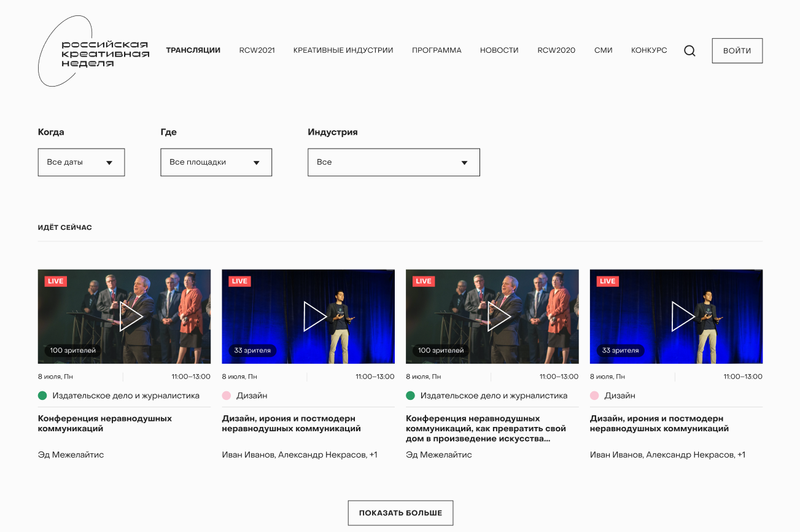 российская
креативная
неделя
ТРАНСЛЯЦИИ RCW2021 КРЕАТИВНЫЕ ИНДУСТРИИ ПРОГРАММА НОВОСТИ RCW2020 СМИ КОНКУРС ВОЙТИ
Когда Где Индустрия
Все даты Все площадки Все
ИДЁТ СЕЙЧАС
LIVE LIVE LIVE LIVE
100 зрителей 33 зрителя 100 зрителей 33 зрителя
8 июля, Пн 11:00–13:00 8 июля, Пн 11:00–13:00 8 июля, Пн 11:00–13:00 8 июля, Пн 11:00–13:00
Издательское дело и журналистика Дизайн Издательское дело и журналистика Дизайн
Конференция неравнодушных
коммуникаций
Дизайн, ирония и постмодерн
неравнодушных коммуникаций
Конференция неравнодушных
коммуникаций, как превратить свой
дом в произведение искусства...
Дизайн, ирония и постмодерн
неравнодушных коммуникаций
Эд Межелайтис Иван Иванов, Александр Некрасов, +1 Эд Межелайтис Иван Иванов, Александр Некрасов, +1
ПОКАЗАТЬ БОЛЬШЕ